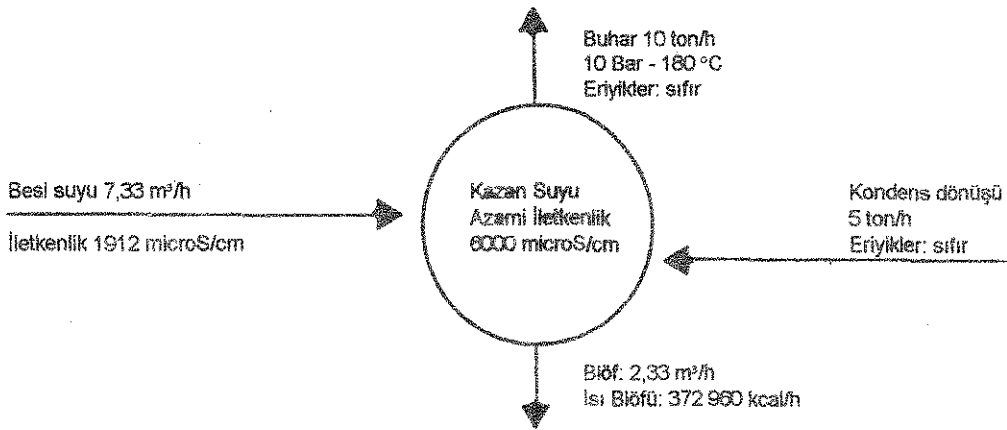 Buhar 10 ton/h
10 Bar - 180 °C
Eriyikler: sıfır
Besi suyu 7,33 m³/h
İletkenlik 1912 microS/cm
Kazan Suyu
Azami İletkenlik
6000 microS/cm
Kondens dönüşü
5 ton/h
Eriyikler: sıfır
Blöf: 2,33 m³/h
Isı Blöfü: 372 960 kcal/h